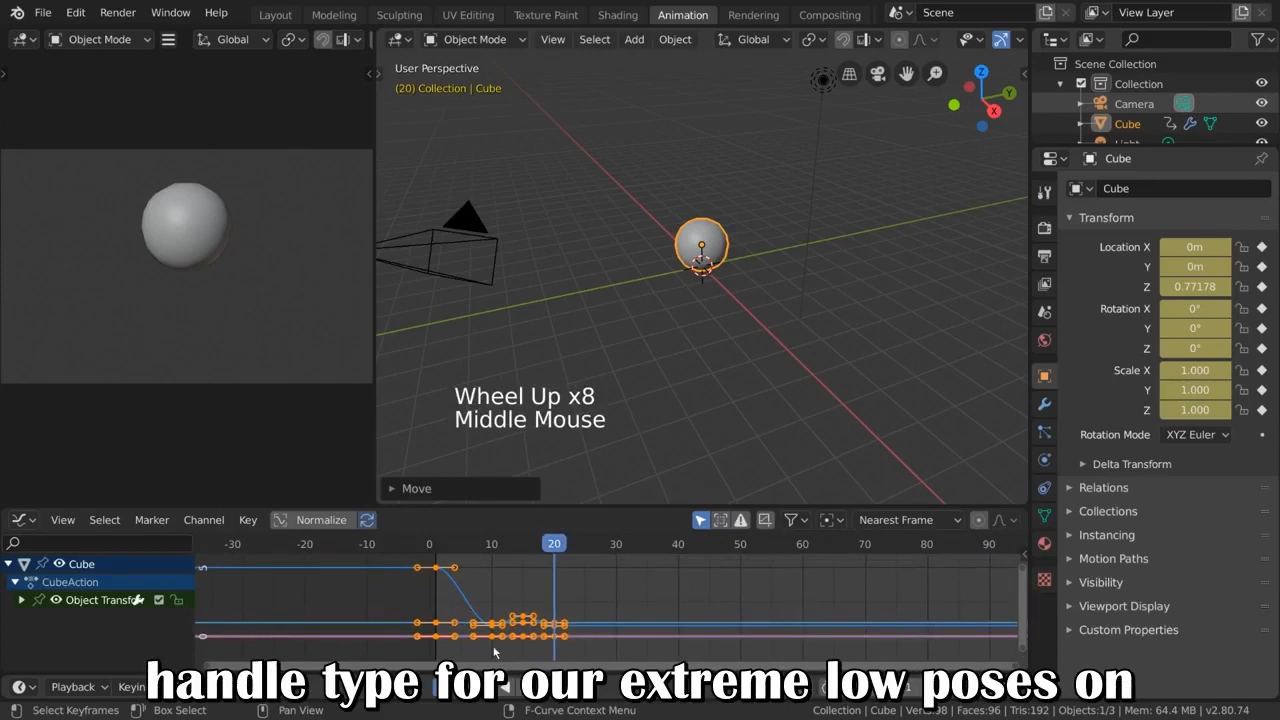 File Edit Render Window Help Layout Modeling Sculpting UV Editing Texture Paint Shading Animation Rendering Compositing Scene View Layer
Object Mode Global Object Mode View Select Add Object Global
User Perspective
(20) Collection | Cube
Scene Collection
Collection
Camera
Cube
Cube
Cube
Transform
Location X 0m
Y 0m
Z 0.77178
Rotation X 0°
Y 0°
Z 0°
Scale X 1.000
Y 1.000
Z 1.000
Rotation Mode XYZ Euler
Delta Transform
Relations
Collections
Instancing
Motion Paths
Visibility
Viewport Display
Custom Properties
Z
Y
X
Wheel Up x8
Middle Mouse
Move
View Select Marker Channel Key Normalize Nearest Frame
-30 -20 -10 0 10 20 30 40 50 60 70 80 90
Cube
CubeAction
Object Transfo
5
0
handle type for our extreme low poses on
Playback Keyin
Select Keyframes Box Select Pan View F-Curve Context Menu Collection | Cube | Verts:98 | Faces:96 | Tris:192 | Objects:1/3 | Mem: 64.4 MB | v2.80.74